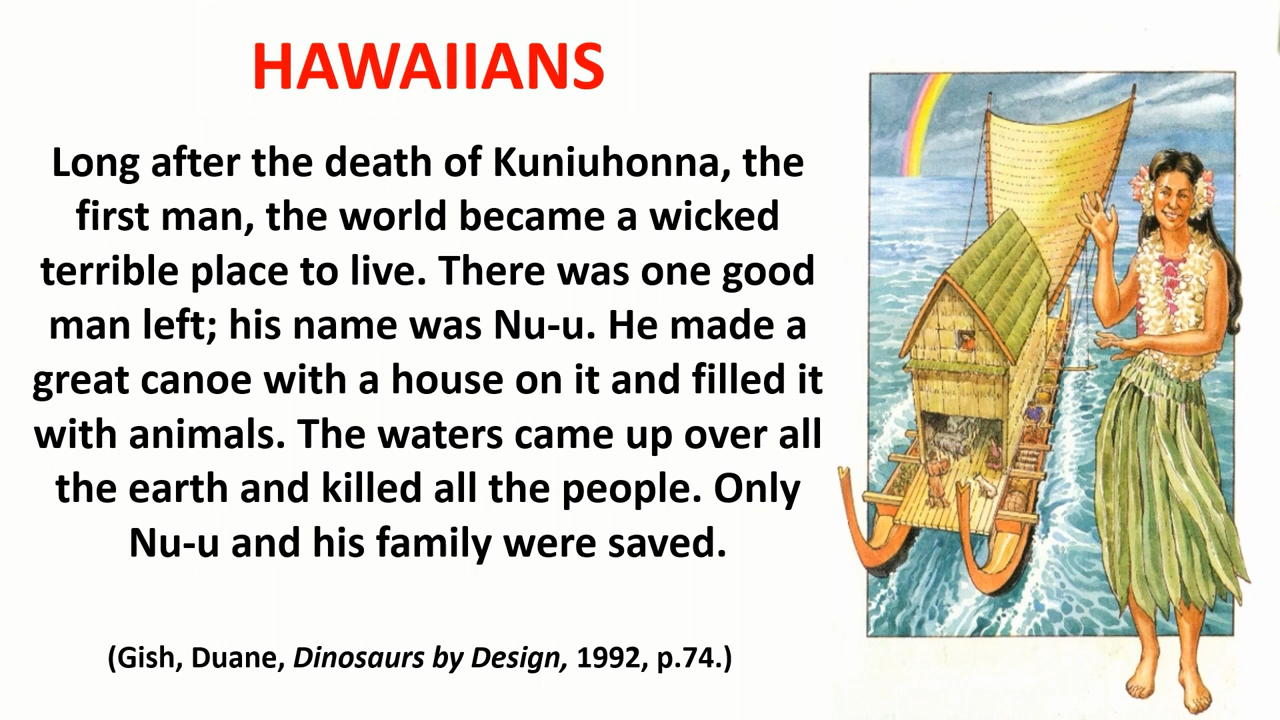 HAWAIIANS
Long after the death of Kuniuhonna, the
first man, the world became a wicked
terrible place to live. There was one good
man left; his name was Nu-u. He made a
great canoe with a house on it and filled it
with animals. The waters came up over all
the earth and killed all the people. Only
Nu-u and his family were saved.
(Gish, Duane, Dinosaurs by Design, 1992, p.74.)